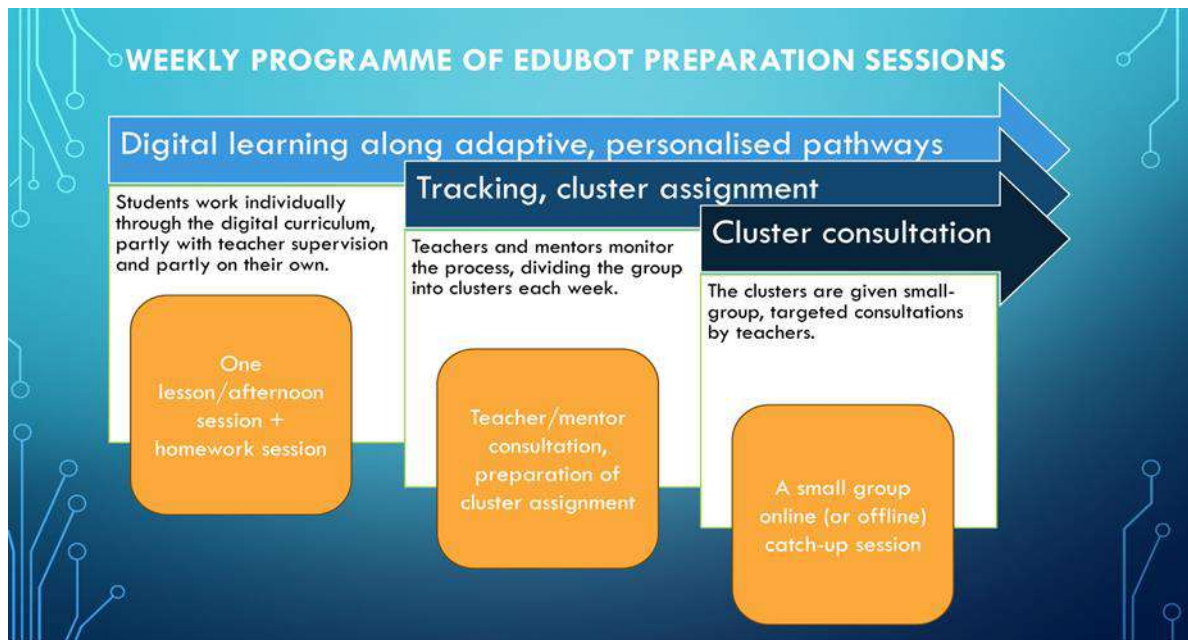 WEEKLY PROGRAMME OF EDUBOT PREPARATION SESSIONS
Digital learning along adaptive, personalised pathways
Students work individually
through the digital curriculum,
partly with teacher supervision
and partly on their own.
One
lesson/afternoon
session +
homework session
Tracking, cluster assignment
Teachers and mentors monitor
the process, dividing the group
into clusters each week.
Teacher/mentor
consultation,
preparation of
cluster assignment
Cluster consultation
The clusters are given small-
group, targeted consultations
by teachers.
A small group
online (or offline)
catch-up session